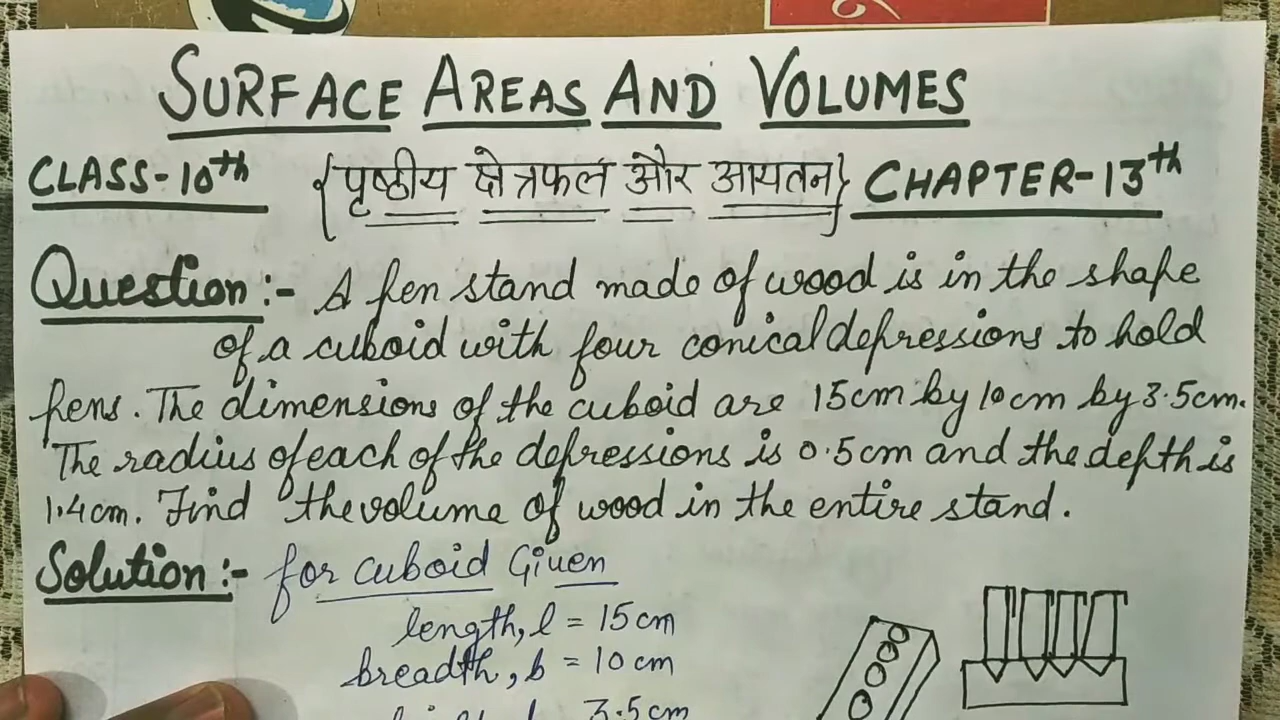 SURFACE AREAS AND VOLUMES
CLASS-10th {पृष्ठीय क्षेत्रफल और आयतन} CHAPTER-13th
Question:- A pen stand made of wood is in the shape
of a cuboid with four conical depressions to hold
pens. The dimensions of the cuboid are 15cm by 10cm by 3.5cm.
The radius of each of the depressions is 0.5cm and the depth is
1.4cm. Find the volume of wood in the entire stand.
Solution:- for cuboid Given
length, l = 15cm
breadth, b = 10cm
3.5cm